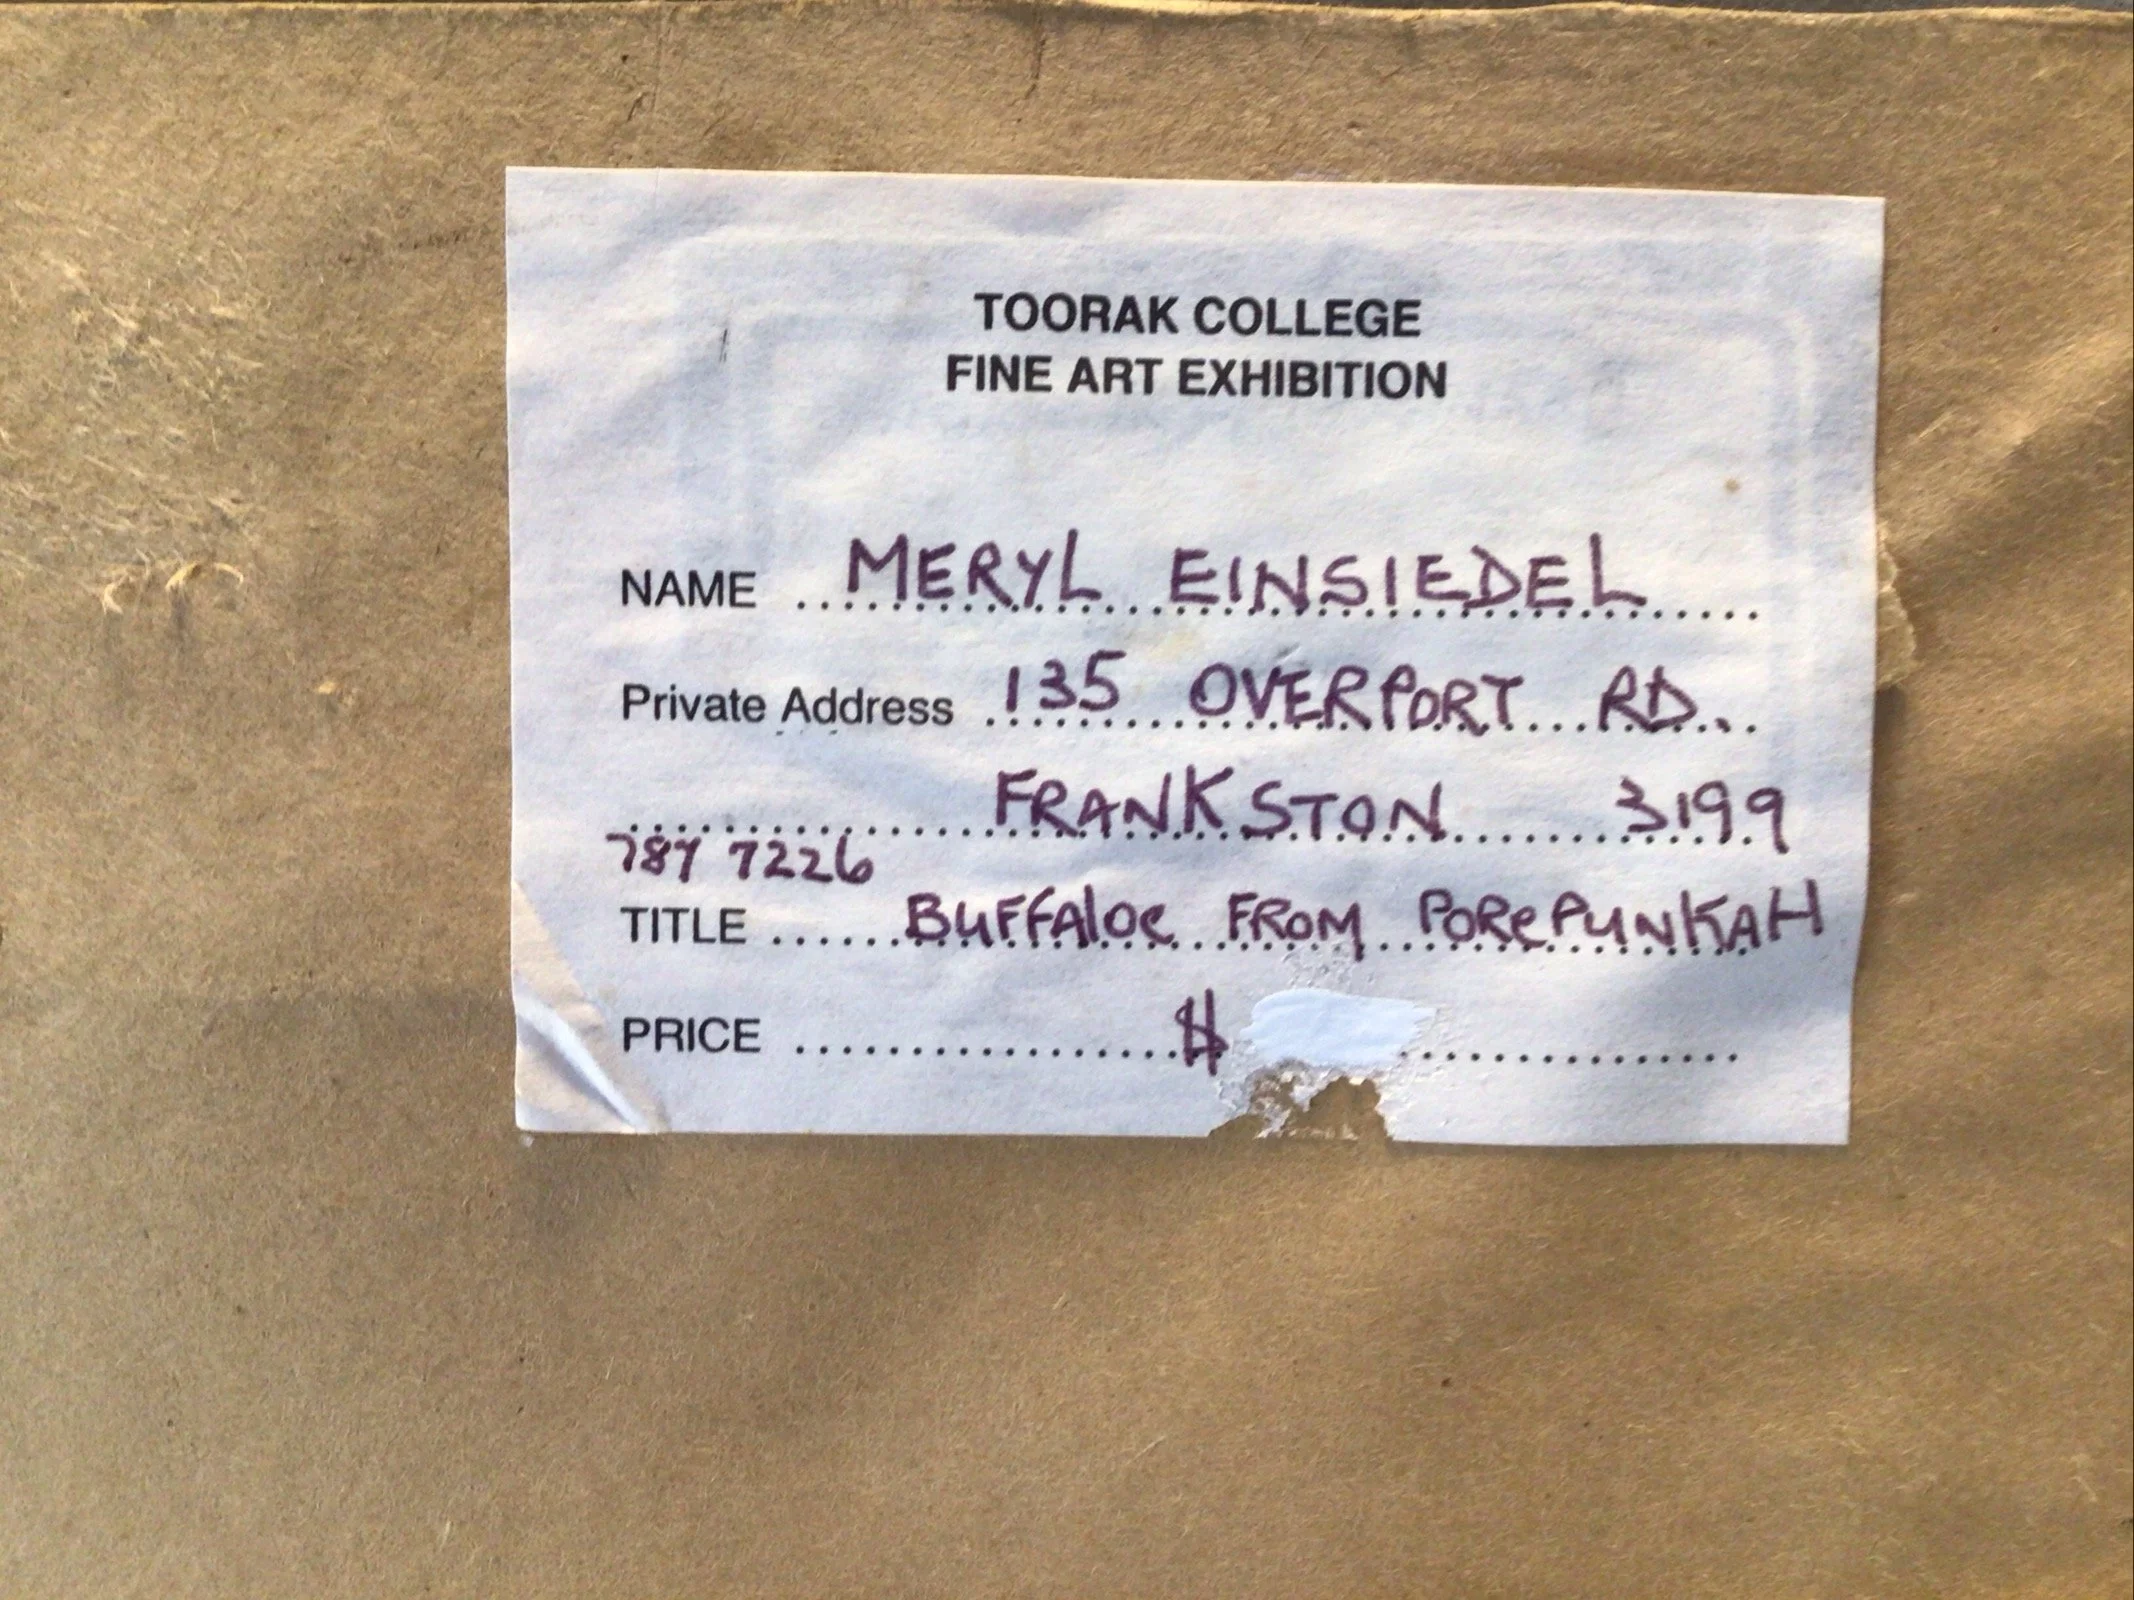 TOORAK COLLEGE
FINE ART EXHIBITION
NAME MERYL EINSIEDEL
Private Address 135 OVERPORT RD.
FRANKSTON 3199
787 7226
TITLE BUFFALOE FROM POREPUNKAH
PRICE $